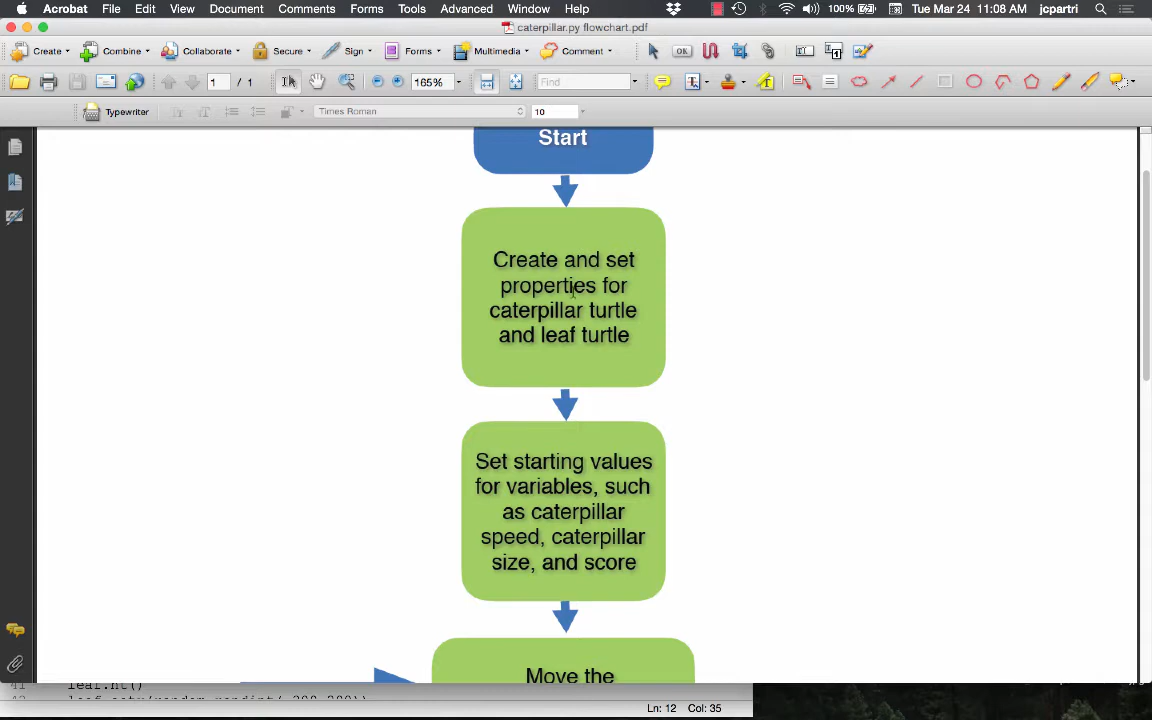 Acrobat File Edit View Document Comments Forms Tools Advanced Window Help 100% Tue Mar 24 11:08 AM jcpartri
caterpillar.py flowchart.pdf
Create Combine Collaborate Secure Sign Forms Multimedia Comment OK
1 / 1 165% Find
Typewriter Times Roman 10
Start
Create and set
properties for
caterpillar turtle
and leaf turtle
Set starting values
for variables, such
as caterpillar
speed, caterpillar
size, and score
Move the
41 leaf.ht()
Ln: 12 Col: 35